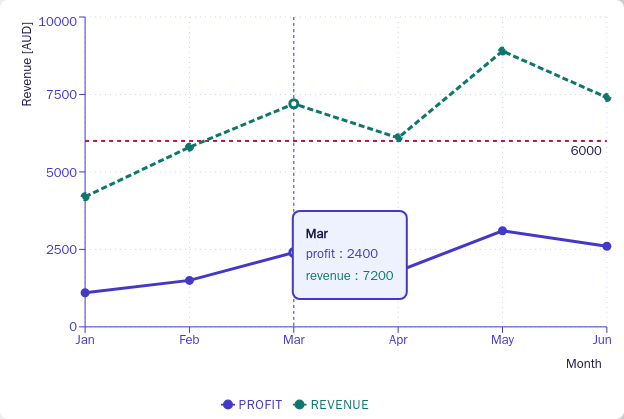 Revenue [AUD]
10000
7500
5000
2500
0
6000
Mar
profit : 2400
revenue : 7200
Jan Feb Mar Apr May Jun
Month
PROFIT REVENUE